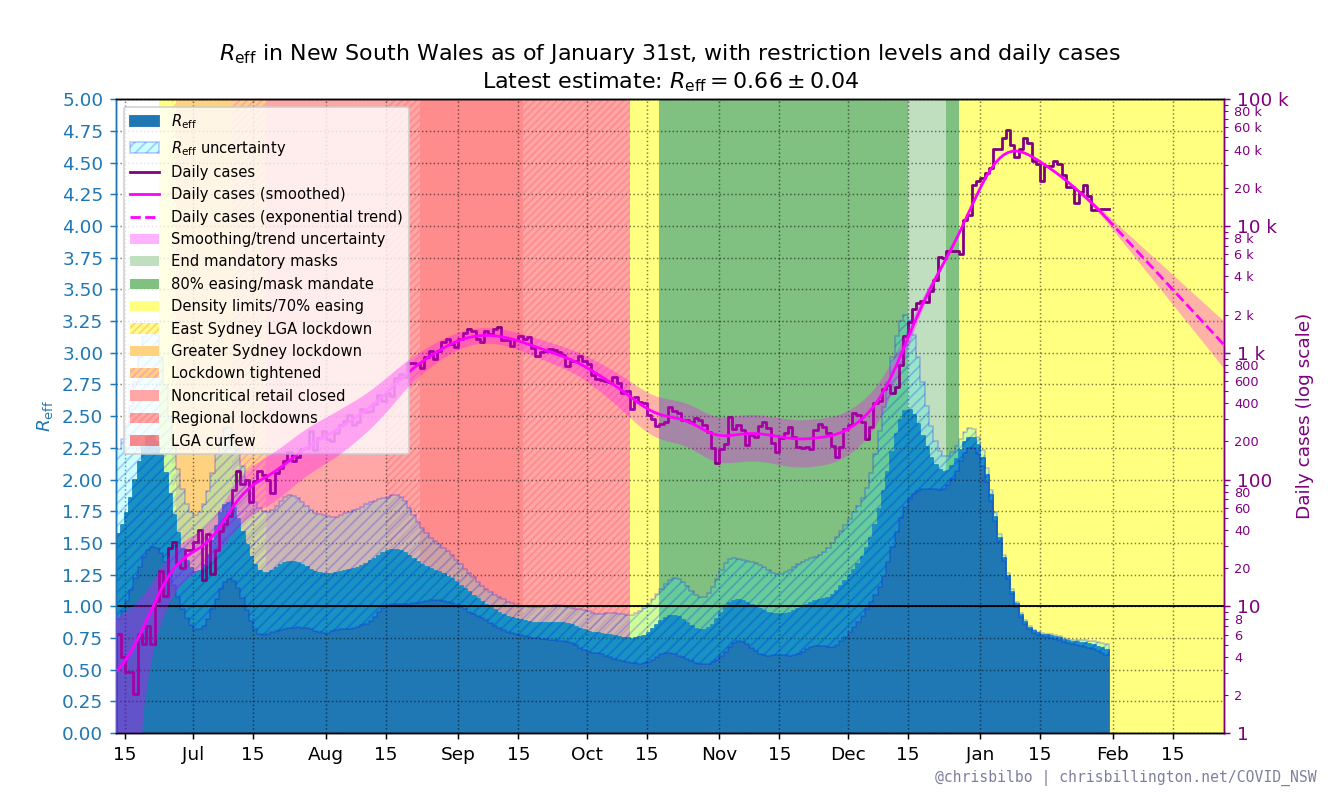 R_eff in New South Wales as of January 31st, with restriction levels and daily cases
Latest estimate: R_eff = 0.66 ± 0.04
R_eff
R_eff uncertainty
Daily cases
Daily cases (smoothed)
Daily cases (exponential trend)
Smoothing/trend uncertainty
End mandatory masks
80% easing/mask mandate
Density limits/70% easing
East Sydney LGA lockdown
Greater Sydney lockdown
Lockdown tightened
Noncritical retail closed
Regional lockdowns
LGA curfew
R_eff
5.00
4.75
4.50
4.25
4.00
3.75
3.50
3.25
3.00
2.75
2.50
2.25
2.00
1.75
1.50
1.25
1.00
0.75
0.50
0.25
0.00
15 Jul 15 Aug 15 Sep 15 Oct 15 Nov 15 Dec 15 Jan 15 Feb 15
100 k
80 k
60 k
40 k
20 k
10 k
8 k
6 k
4 k
2 k
1 k
800
600
400
200
100
80
60
40
20
10
8
6
4
2
1
Daily cases (log scale)
@chrisbilbo | chrisbillington.net/COVID_NSW